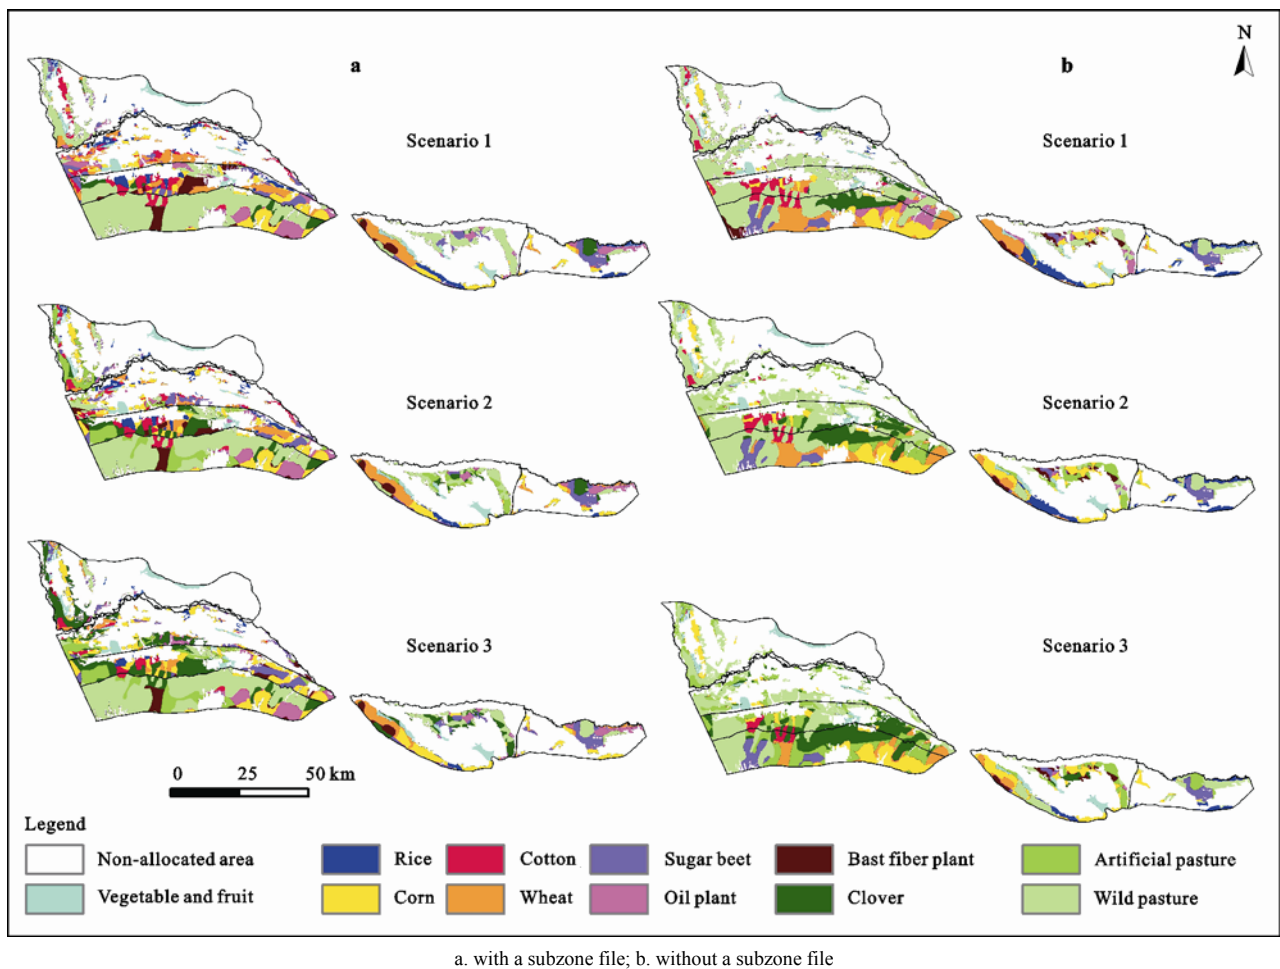 N
a
b
Scenario 1
Scenario 1
Scenario 2
Scenario 2
Scenario 3
Scenario 3
0 25 50 km
Legend
Non-allocated area
Rice
Cotton
Sugar beet
Bast fiber plant
Artificial pasture
Vegetable and fruit
Corn
Wheat
Oil plant
Clover
Wild pasture
a. with a subzone file; b. without a subzone file